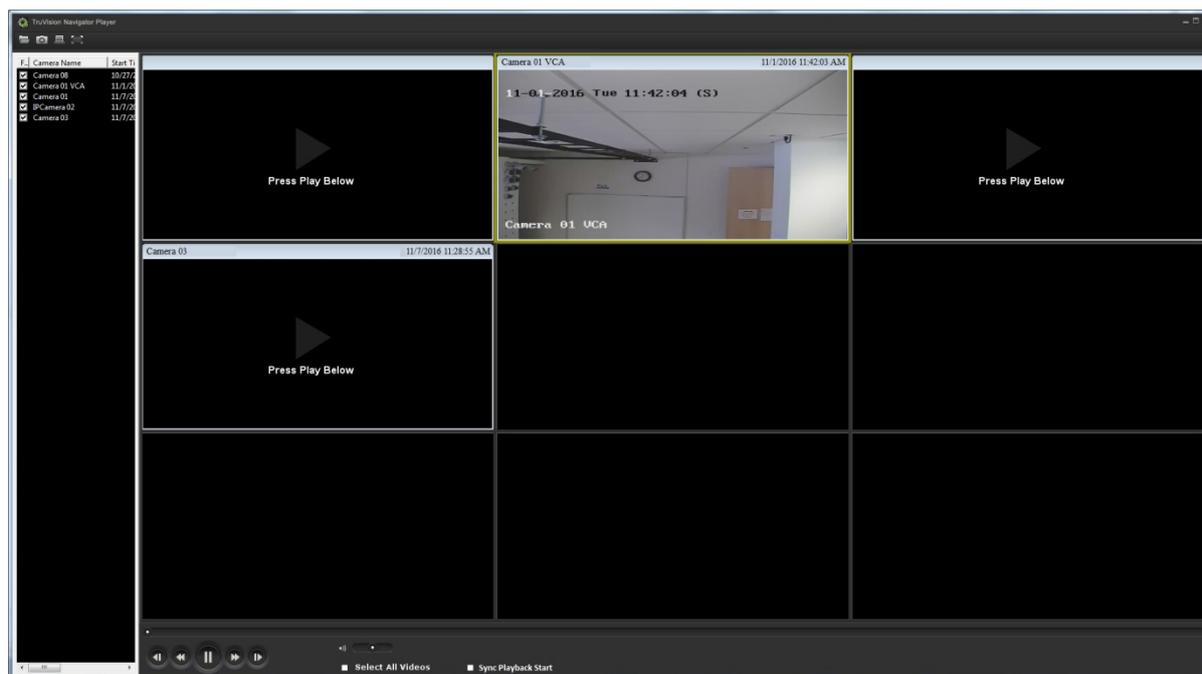 TruVision Navigator Player
F.. Camera Name Start Ti
Camera 08 10/27/2
Camera 01 VCA 11/1/20
Camera 01 11/7/20
IPCamera 02 11/7/20
Camera 03 11/7/20
Press Play Below
Camera 01 VCA 11/1/2016 11:42:03 AM
11-01-2016 Tue 11:42:04 (S)
Camera 01 VCA
Press Play Below
Camera 03 11/7/2016 11:28:55 AM
Press Play Below
Select All Videos
Sync Playback Start